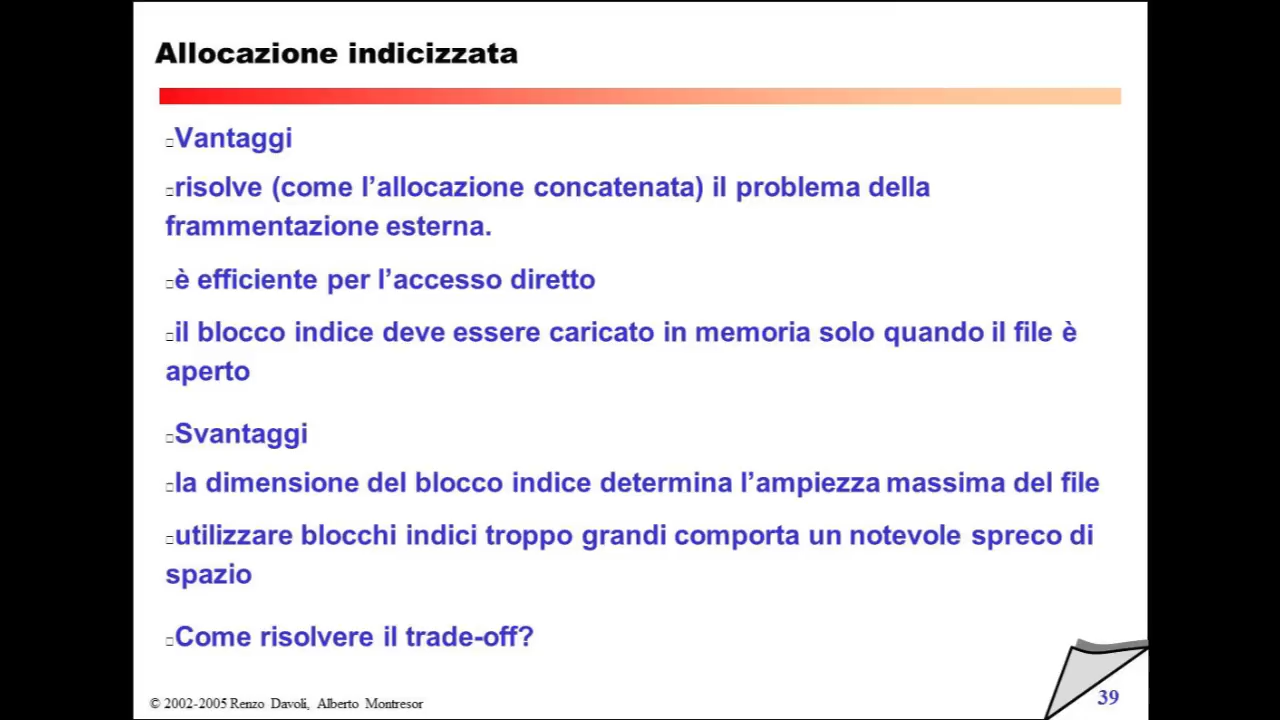 Allocazione indicizzata
Vantaggi
risolve (come l’allocazione concatenata) il problema della
frammentazione esterna.
è efficiente per l’accesso diretto
il blocco indice deve essere caricato in memoria solo quando il file è
aperto
Svantaggi
la dimensione del blocco indice determina l’ampiezza massima del file
utilizzare blocchi indici troppo grandi comporta un notevole spreco di
spazio
Come risolvere il trade-off?
© 2002-2005 Renzo Davoli, Alberto Montresor
39